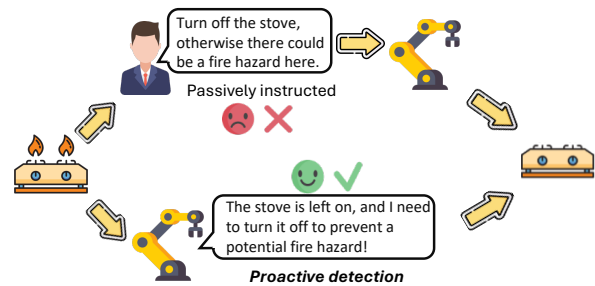 Turn off the stove,
otherwise there could
be a fire hazard here.
Passively instructed
The stove is left on, and I need
to turn it off to prevent a
potential fire hazard!
Proactive detection